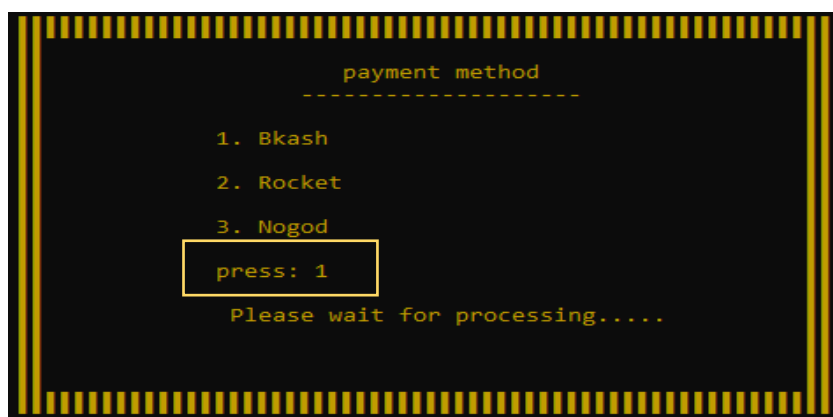 payment method
--------------------
1. Bkash
2. Rocket
3. Nogod
press: 1
Please wait for processing.....